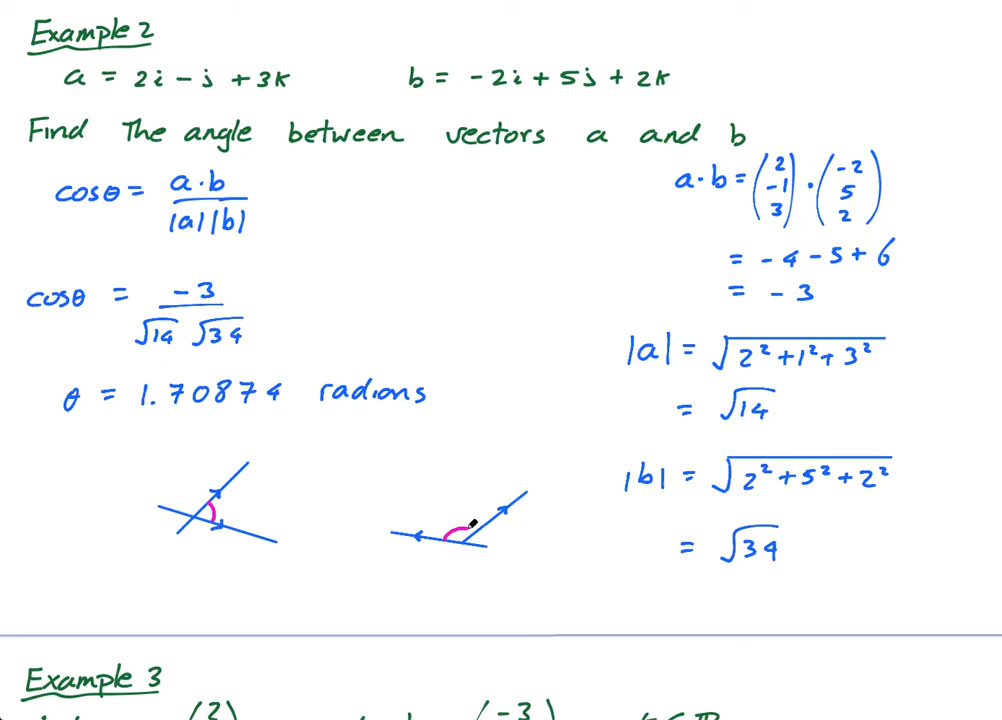 Example 2
a = 2i - j + 3k
b = -2i + 5j + 2k
Find the angle between vectors a and b
cosθ = a·b / |a||b|
cosθ = -3 / √14 √34
θ = 1.70874 radians
a·b = (2 -1 3) · (-2 5 2)
= -4 - 5 + 6
= -3
|a| = √2² + 1² + 3²
= √14
|b| = √2² + 5² + 2²
= √34
Example 3
(2
(-3